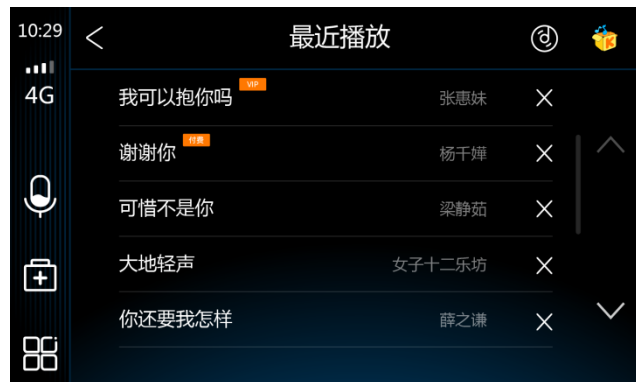 10:29
最近播放
4G
我可以抱你吗 VIP 张惠妹
谢谢你 付费 杨千嬅
可惜不是你 梁静茹
大地轻声 女子十二乐坊
你还要我怎样 薛之谦
K